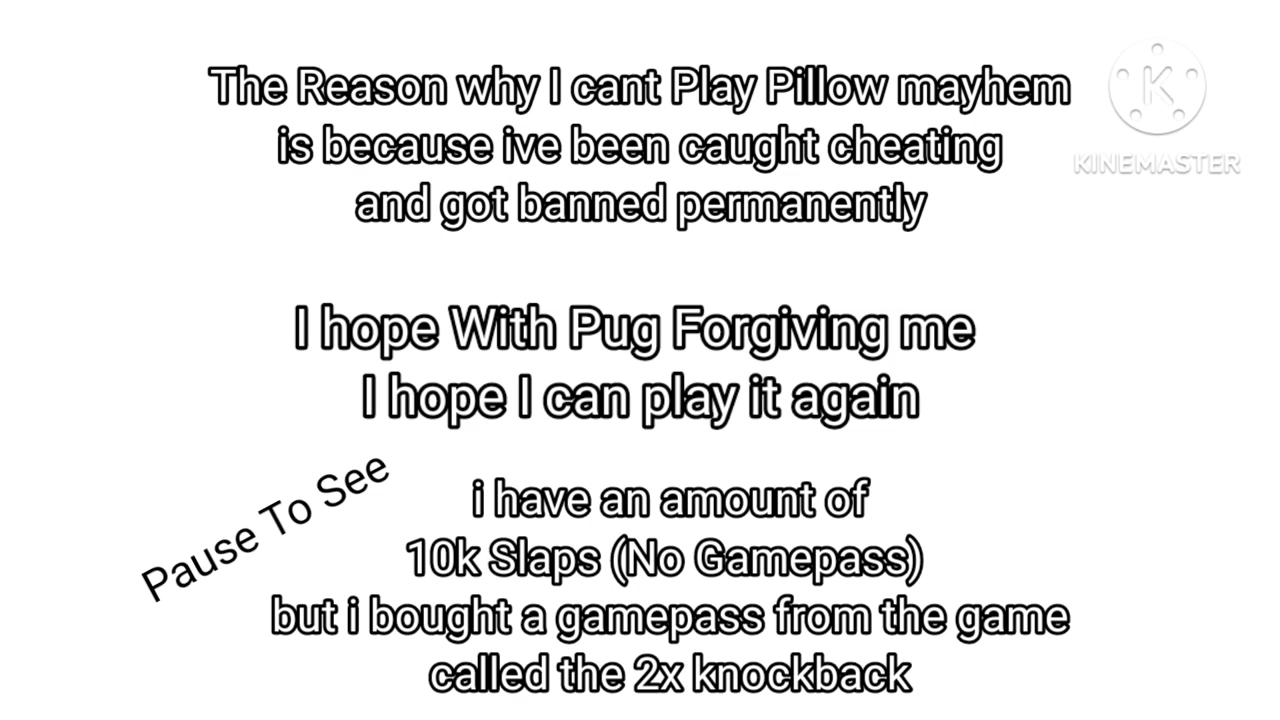 The Reason why I cant Play Pillow mayhem
is because ive been caught cheating
and got banned permanently
I hope With Pug Forgiving me
I hope I can play it again
Pause To See
i have an amount of
10k Slaps (No Gamepass)
but i bought a gamepass from the game
called the 2x knockback
K
KINEMASTER